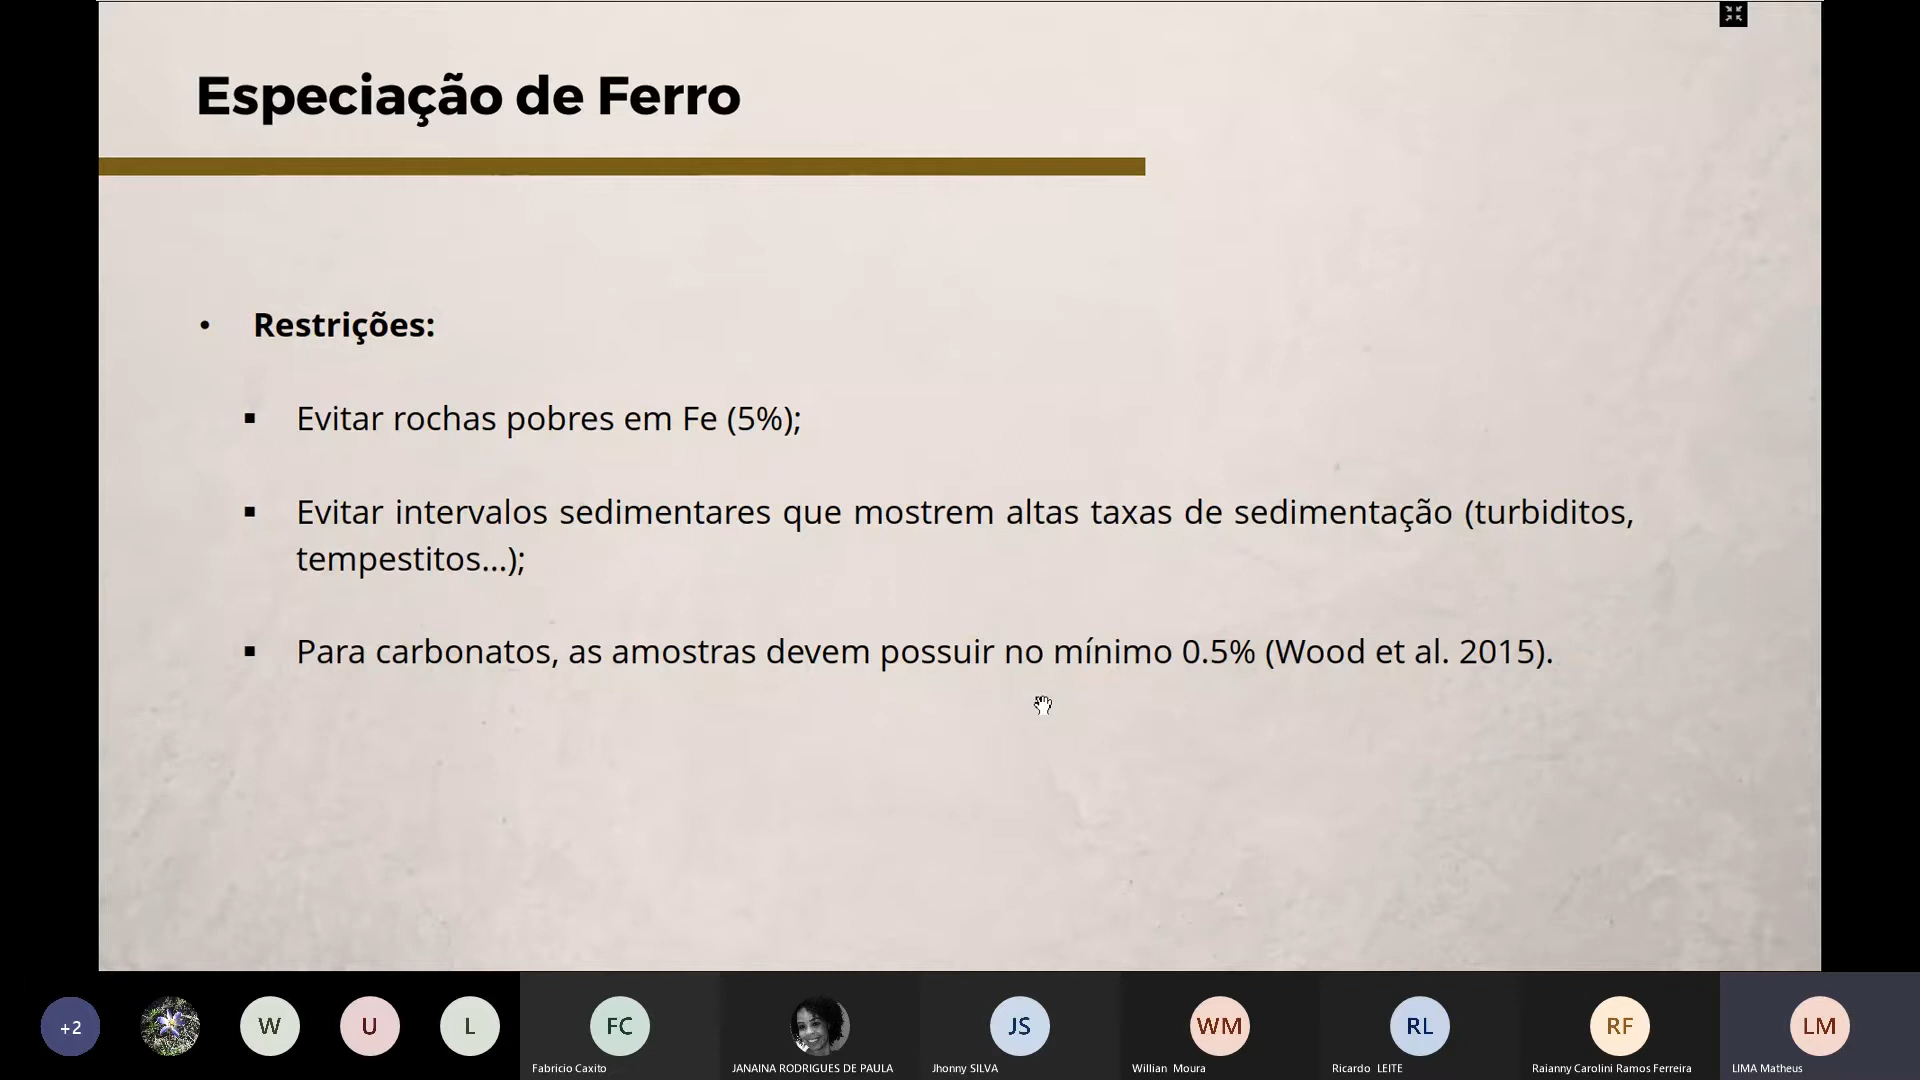 Especiação de Ferro
• Restrições:
▪ Evitar rochas pobres em Fe (5%);
▪ Evitar intervalos sedimentares que mostrem altas taxas de sedimentação (turbiditos,
tempestitos...);
▪ Para carbonatos, as amostras devem possuir no mínimo 0.5% (Wood et al. 2015).
+2
W
U
L
FC
JS
WM
RL
RF
LM
Fabricio Caxito
JANAINA RODRIGUES DE PAULA
Jhonny SILVA
Willian Moura
Ricardo LEITE
Raianny Carolini Ramos Ferreira
LIMA Matheus